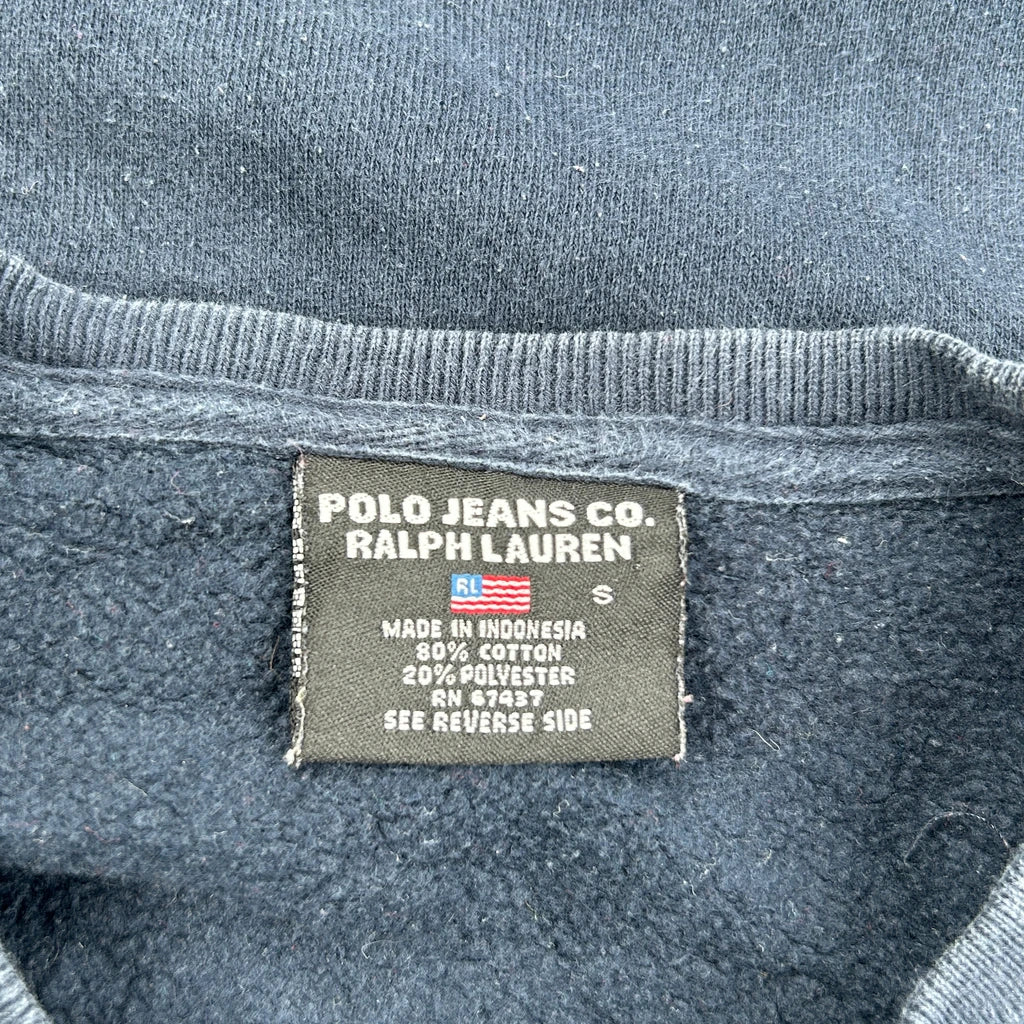 POLO JEANS CO.
RALPH LAUREN
RL
S
MADE IN INDONESIA
80% COTTON
20% POLYESTER
RN 67437
SEE REVERSE SIDE